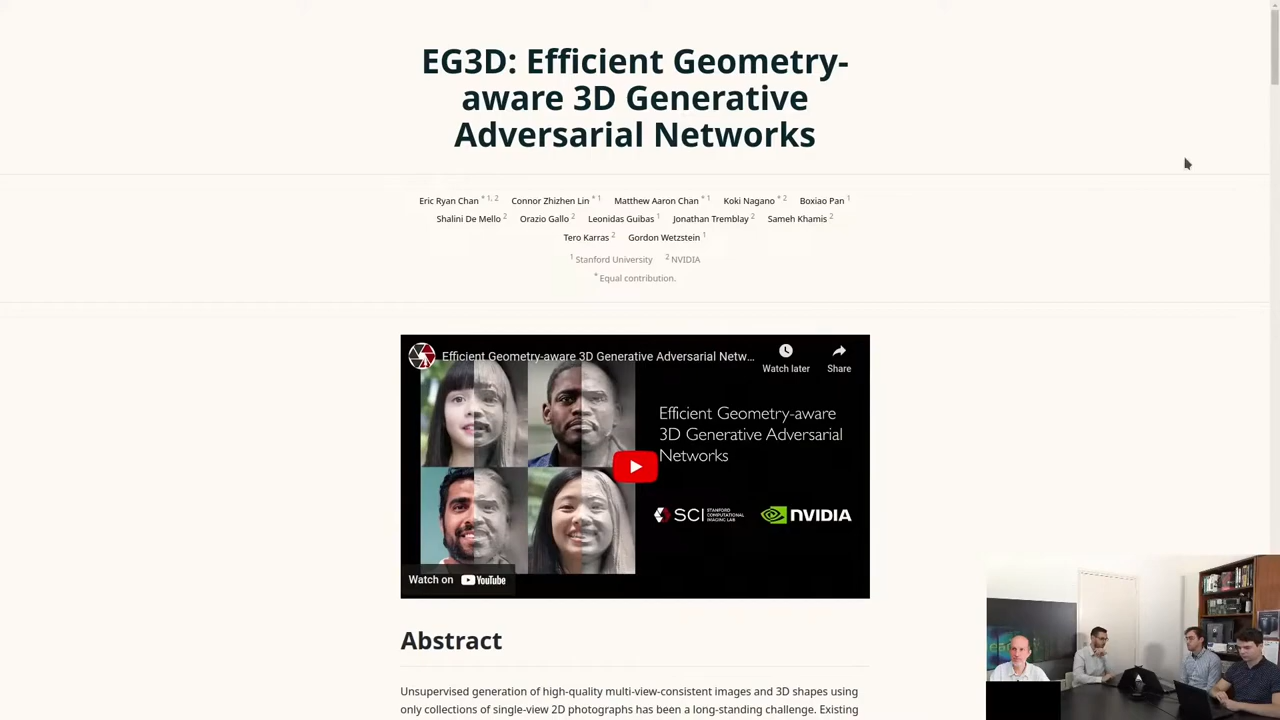 EG3D: Efficient Geometry-
aware 3D Generative
Adversarial Networks
Eric Ryan Chan * 1, 2 Connor Zhizhen Lin * 1 Matthew Aaron Chan * 1 Koki Nagano * 2 Boxiao Pan 1
Shalini De Mello 2 Orazio Gallo 2 Leonidas Guibas 1 Jonathan Tremblay 2 Sameh Khamis 2
Tero Karras 2 Gordon Wetzstein 1
1 Stanford University 2 NVIDIA
* Equal contribution.
Efficient Geometry-aware 3D Generative Adversarial Netw...
Watch later
Share
Efficient Geometry-aware
3D Generative Adversarial
Networks
SCI STANFORD COMPUTATIONAL IMAGING LAB
NVIDIA
Watch on YouTube
Abstract
Unsupervised generation of high-quality multi-view-consistent images and 3D shapes using
only collections of single-view 2D photographs has been a long-standing challenge. Existing